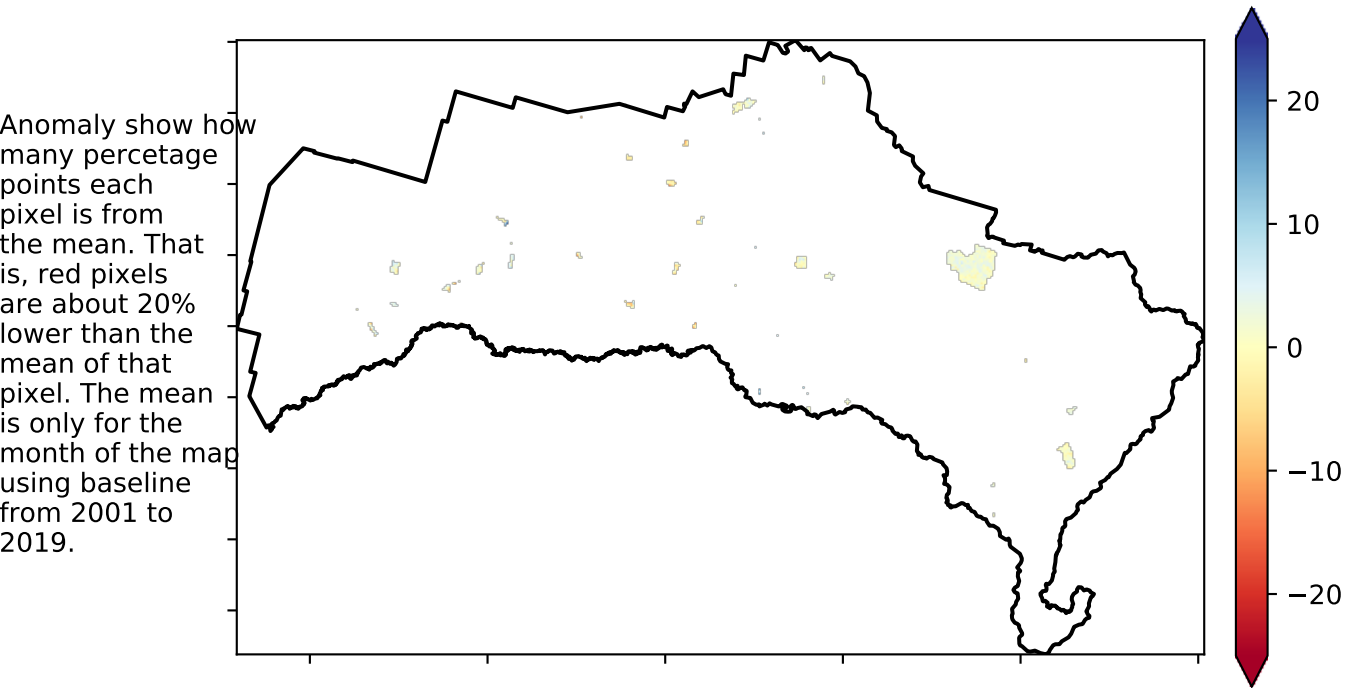 Anomaly show how
many percetage
points each
pixel is from
the mean. That
is, red pixels
are about 20%
lower than the
mean of that
pixel. The mean
is only for the
month of the map
using baseline
from 2001 to
2019.
20
10
0
−10
−20